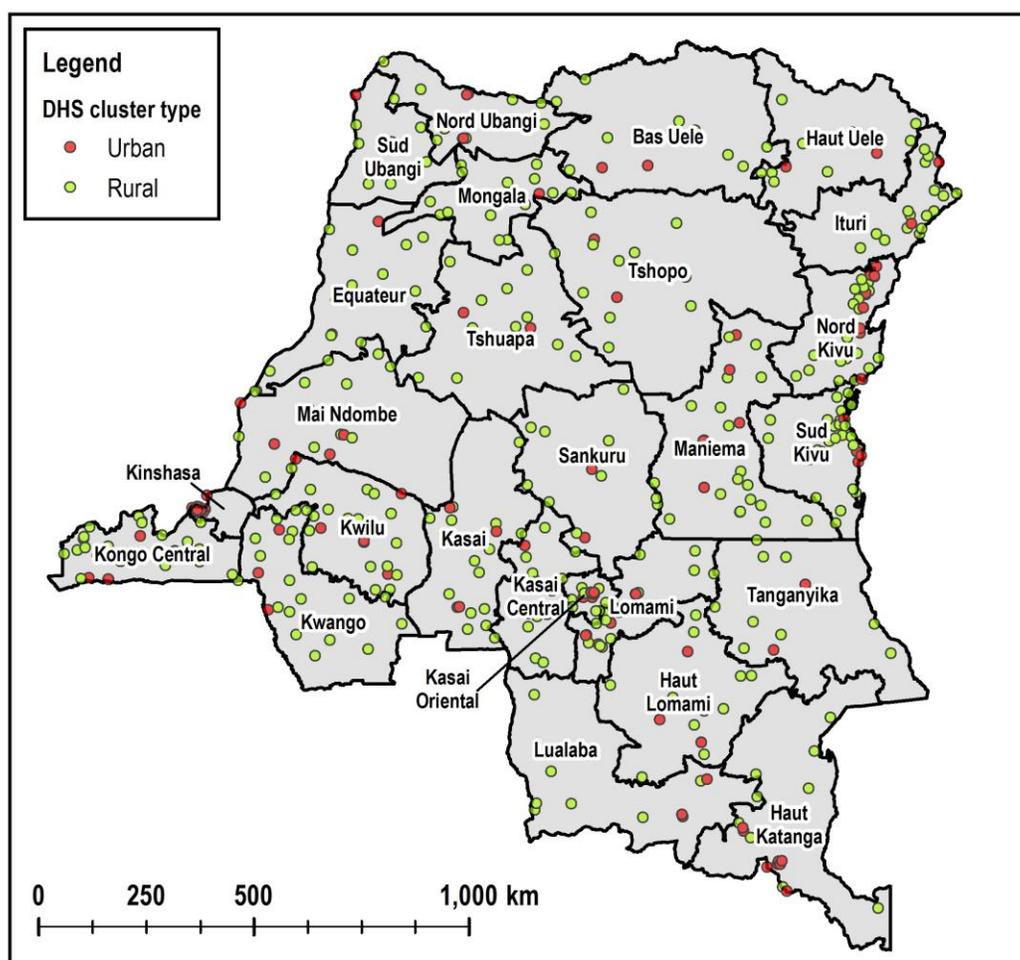 Legend
DHS cluster type
Urban
Rural
Nord Ubangi
Bas Uele
Haut Uele
Sud
Ubangi
Mongala
Ituri
Tshopo
Equateur
Nord
Kivu
Tshuapa
Mai Ndombe
Sud
Kivu
Maniema
Sankuru
Kinshasa
Kwilu
Kasai
Kongo Central
Kasai
Central
Lomami
Tanganyika
Kwango
Kasai
Oriental
Haut
Lomami
Lualaba
Haut
Katanga
0 250 500 1,000 km